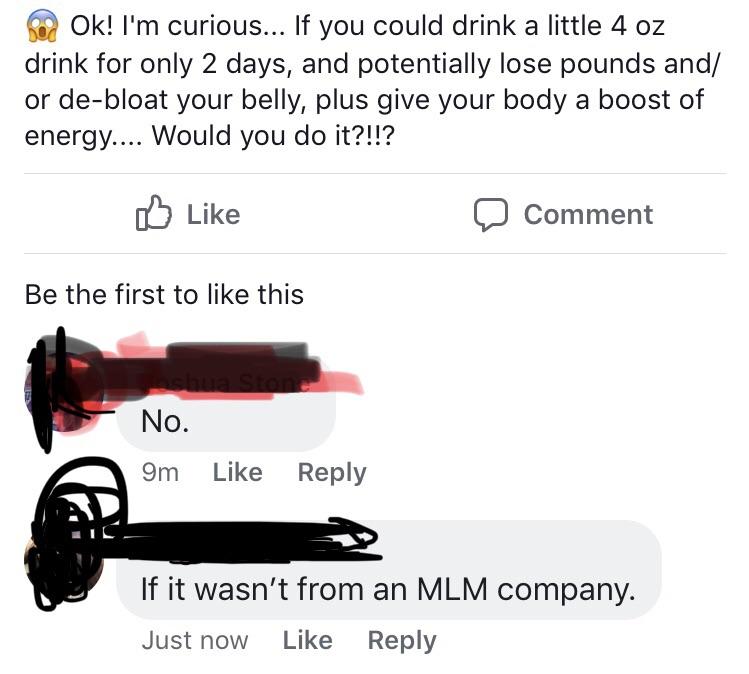 😱 Ok! I'm curious... If you could drink a little 4 oz
drink for only 2 days, and potentially lose pounds and/
or de-bloat your belly, plus give your body a boost of
energy.... Would you do it?!!?
Like Comment
Be the first to like this
No.
9m Like Reply
If it wasn't from an MLM company.
Just now Like Reply